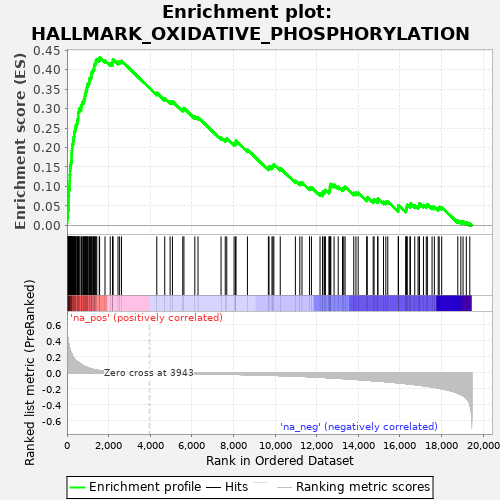 Enrichment plot:
HALLMARK_OXIDATIVE_PHOSPHORYLATION
Enrichment score (ES)
0.45
0.40
0.35
0.30
0.25
0.20
0.15
0.10
0.05
0.00
'na_pos' (positively correlated)
Ranked list metric (PreRanked)
0.6
0.4
0.2
0.0
-0.2
-0.4
-0.6
Zero cross at 3943
'na_neg' (negatively correlated)
0 2,000 4,000 6,000 8,000 10,000 12,000 14,000 16,000 18,000 20,000
Rank in Ordered Dataset
Enrichment profile Hits Ranking metric scores